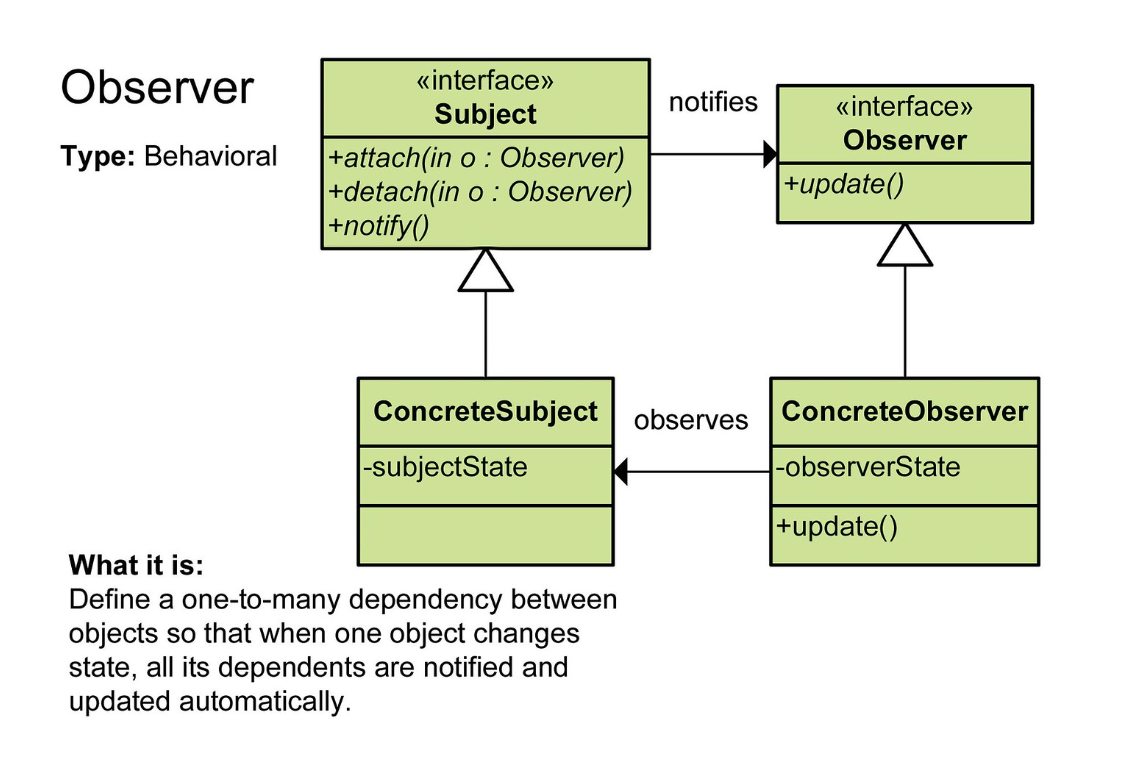 Observer
Type: Behavioral
«interface»
Subject
+attach(in o : Observer)
+detach(in o : Observer)
+notify()
notifies
«interface»
Observer
+update()
ConcreteSubject
-subjectState
observes
ConcreteObserver
-observerState
+update()
What it is:
Define a one-to-many dependency between
objects so that when one object changes
state, all its dependents are notified and
updated automatically.